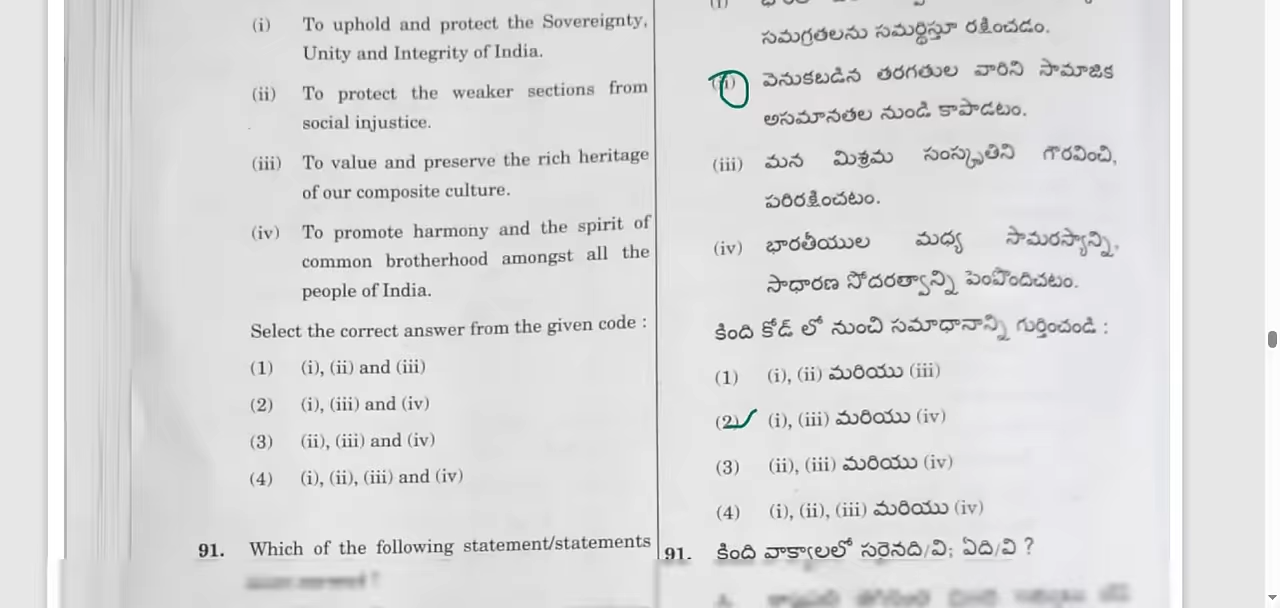 (i) To uphold and protect the Sovereignty,
Unity and Integrity of India.
(ii) To protect the weaker sections from
social injustice.
(iii) To value and preserve the rich heritage
of our composite culture.
(iv) To promote harmony and the spirit of
common brotherhood amongst all the
people of India.
Select the correct answer from the given code :
(1) (i), (ii) and (iii)
(2) (i), (iii) and (iv)
(3) (ii), (iii) and (iv)
(4) (i), (ii), (iii) and (iv)
91. Which of the following statement/statements
సమగ్రతలను సమర్థిస్తూ రక్షించడం.
(ii) వెనుకబడిన తరగతుల వారిని సామాజిక
అసమానతల నుండి కాపాడటం.
(iii) మన మిశ్రమ సంస్కృతిని గౌరవించి,
పరిరక్షించటం.
(iv) భారతీయుల మధ్య సామరస్యాన్ని,
సాధారణ సోదరత్వాన్ని పెంపొందిచటం.
కింది కోడ్ లో నుంచి సమాధానాన్ని గుర్తించండి :
(1) (i), (ii) మరియు (iii)
(2) (i), (iii) మరియు (iv)
(3) (ii), (iii) మరియు (iv)
(4) (i), (ii), (iii) మరియు (iv)
91. కింది వాక్యాలలో సరైనది/వి; ఏది/వి ?